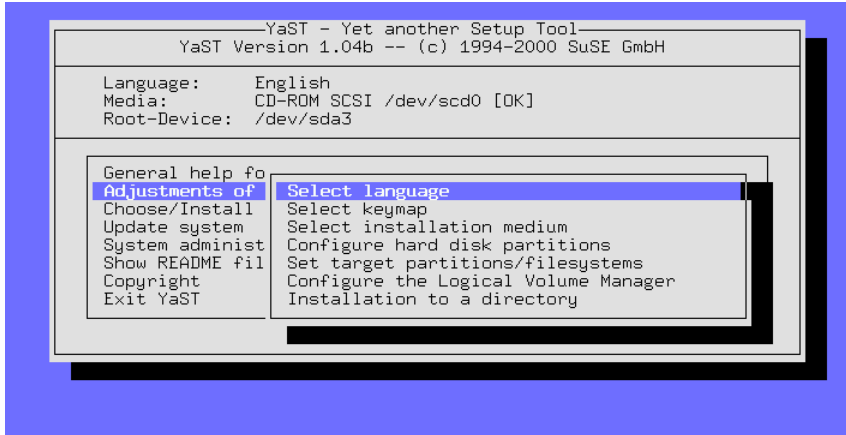 YaST - Yet another Setup Tool
YaST Version 1.04b -- (c) 1994-2000 SuSE GmbH
Language: English
Media: CD-ROM SCSI /dev/scd0 [OK]
Root-Device: /dev/sda3
General help fo
Adjustments of
Choose/Install
Update system
System administ
Show README fil
Copyright
Exit YaST
Select language
Select keymap
Select installation medium
Configure hard disk partitions
Set target partitions/filesystems
Configure the Logical Volume Manager
Installation to a directory